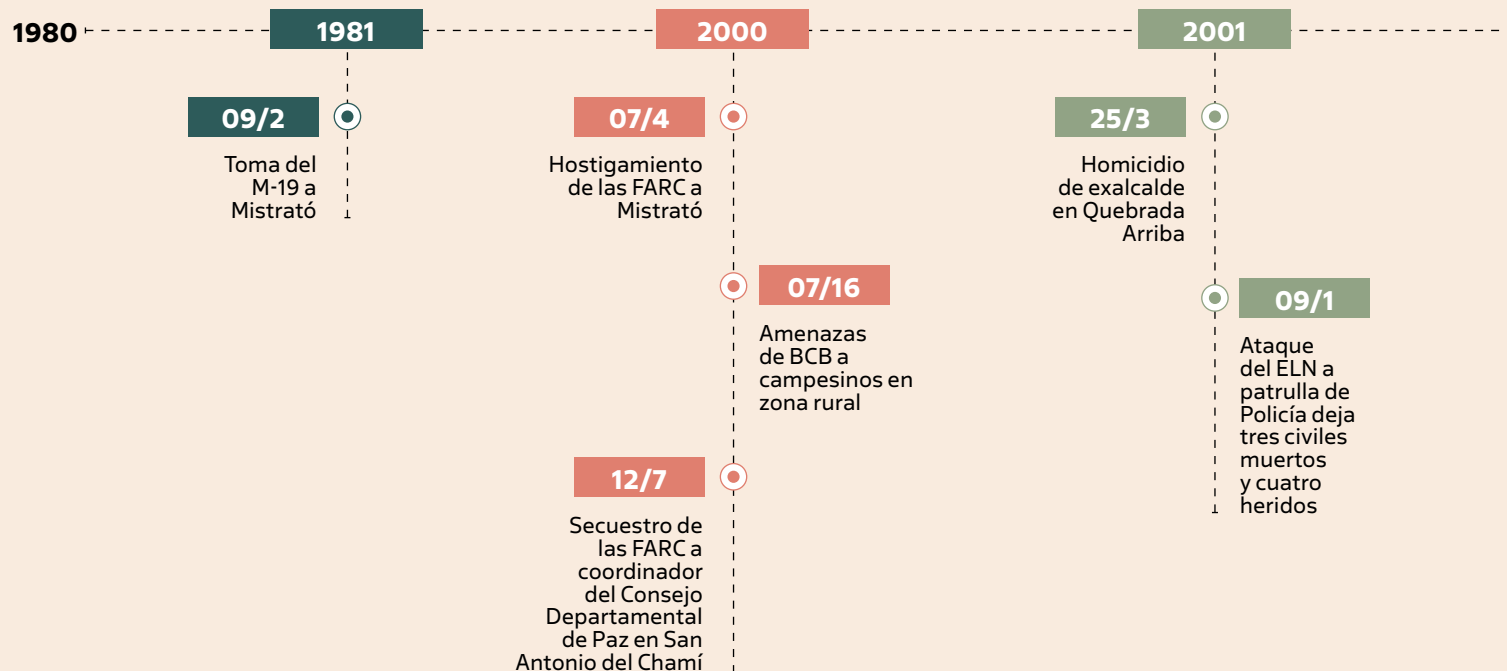 1980
1981
09/2
Toma del
M-19 a
Mistrató
2000
07/4
Hostigamiento
de las FARC a
Mistrató
07/16
Amenazas
de BCB a
campesinos en
zona rural
12/7
Secuestro de
las FARC a
coordinador
del Consejo
Departamental
de Paz en San
Antonio del Chamí
2001
25/3
Homicidio
de exalcalde
en Quebrada
Arriba
09/1
Ataque
del ELN a
patrulla de
Policía deja
tres civiles
muertos
y cuatro
heridos